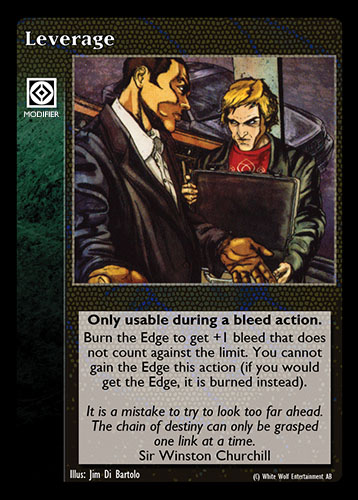 Leverage
MODIFIER
Only usable during a bleed action.
Burn the Edge to get +1 bleed that does
not count against the limit. You cannot
gain the Edge this action (if you would
get the Edge, it is burned instead).
It is a mistake to try to look too far ahead.
The chain of destiny can only be grasped
one link at a time.
Sir Winston Churchill
Illus: Jim Di Bartolo
(C) White Wolf Entertainment AB